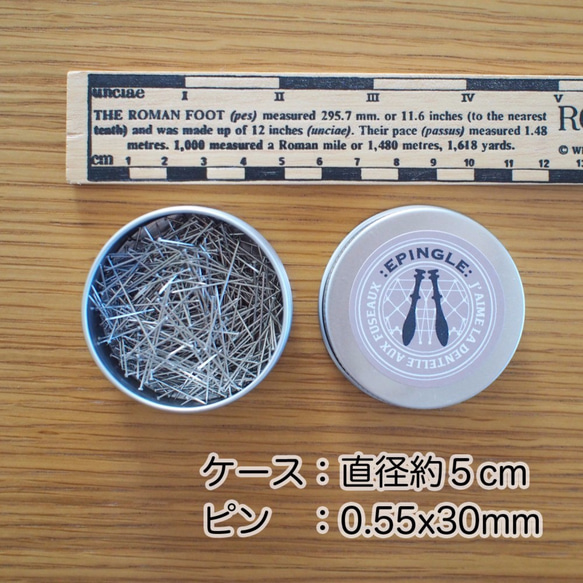 unciae I II III IV V
THE ROMAN FOOT (pes) measured 295.7 mm. or 11.6 inches (to the nearest
tenth) and was made up of 12 inches (unciae). Their pace (passus) measured 1.48
metres. 1,000 measured a Roman mile or 1,480 metres, 1,618 yards.
RO
© W
cm 1 2 3 4 5 6 7 8 9 10 11 12 13
:EPINGLE:
J'AIME LA DENTELLE AUX FUSEAUX
ケース：直径約５cm
ピン　：0.55x30mm